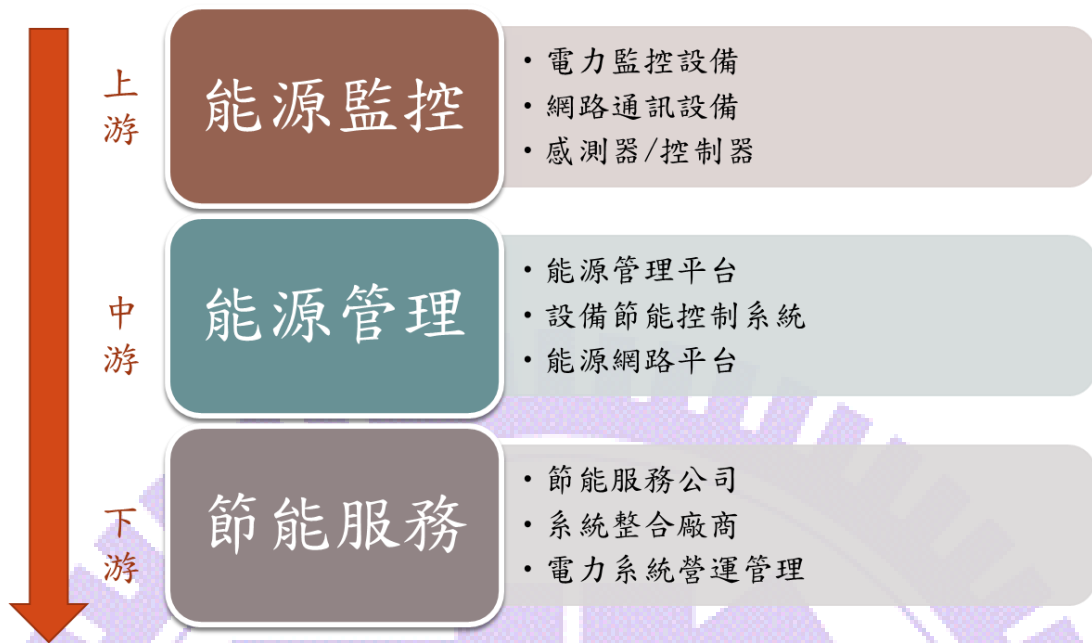 上游
能源監控
・電力監控設備
・網路通訊設備
・感測器/控制器
中游
能源管理
・能源管理平台
・設備節能控制系統
・能源網路平台
下游
節能服務
・節能服務公司
・系統整合廠商
・電力系統營運管理